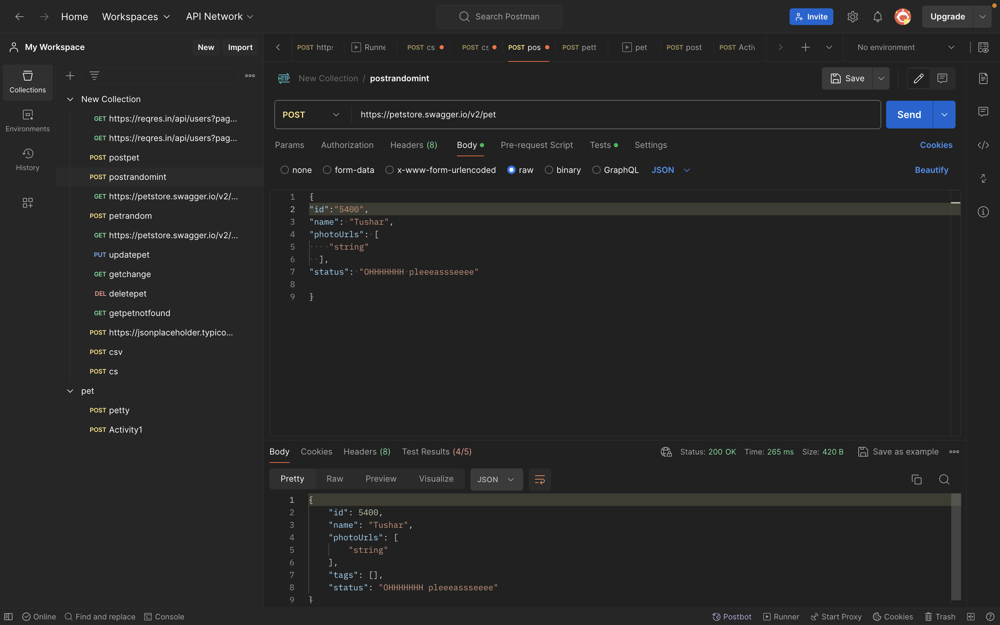 Home Workspaces API Network Search Postman Invite Upgrade
My Workspace New Import
POST https Runne POST cs POST cs POST pos POST pett pet POST post POST Activ No environment
Collections
Environments
History
New Collection
GET https://reqres.in/api/users?pag...
GET https://reqres.in/api/users?pag...
POST postpet
POST postrandomint
GET https://petstore.swagger.io/v2/...
POST petrandom
GET https://petstore.swagger.io/v2/...
PUT updatepet
GET getchange
DEL deletepet
GET getpetnotfound
POST https://jsonplaceholder.typico...
POST csv
POST cs
pet
POST petty
POST Activity1
HTTP New Collection / postrandomint Save
POST https://petstore.swagger.io/v2/pet Send
Params Authorization Headers (8) Body Pre-request Script Tests Settings Cookies
none form-data x-www-form-urlencoded raw binary GraphQL JSON Beautify
1 {
2 "id":"5400",
3 "name": "Tushar",
4 "photoUrls": [
5 "string"
6 ],
7 "status": "OHHHHHHH pleeeassseeee"
8
9 }
Body Cookies Headers (8) Test Results (4/5) Status: 200 OK Time: 265 ms Size: 420 B Save as example
Pretty Raw Preview Visualize JSON
1 {
2 "id": 5400,
3 "name": "Tushar",
4 "photoUrls": [
5 "string"
6 ],
7 "tags": [],
8 "status": "OHHHHHHH pleeeassseeee"
9 }
Online Find and replace Console Postbot Runner Start Proxy Cookies Trash